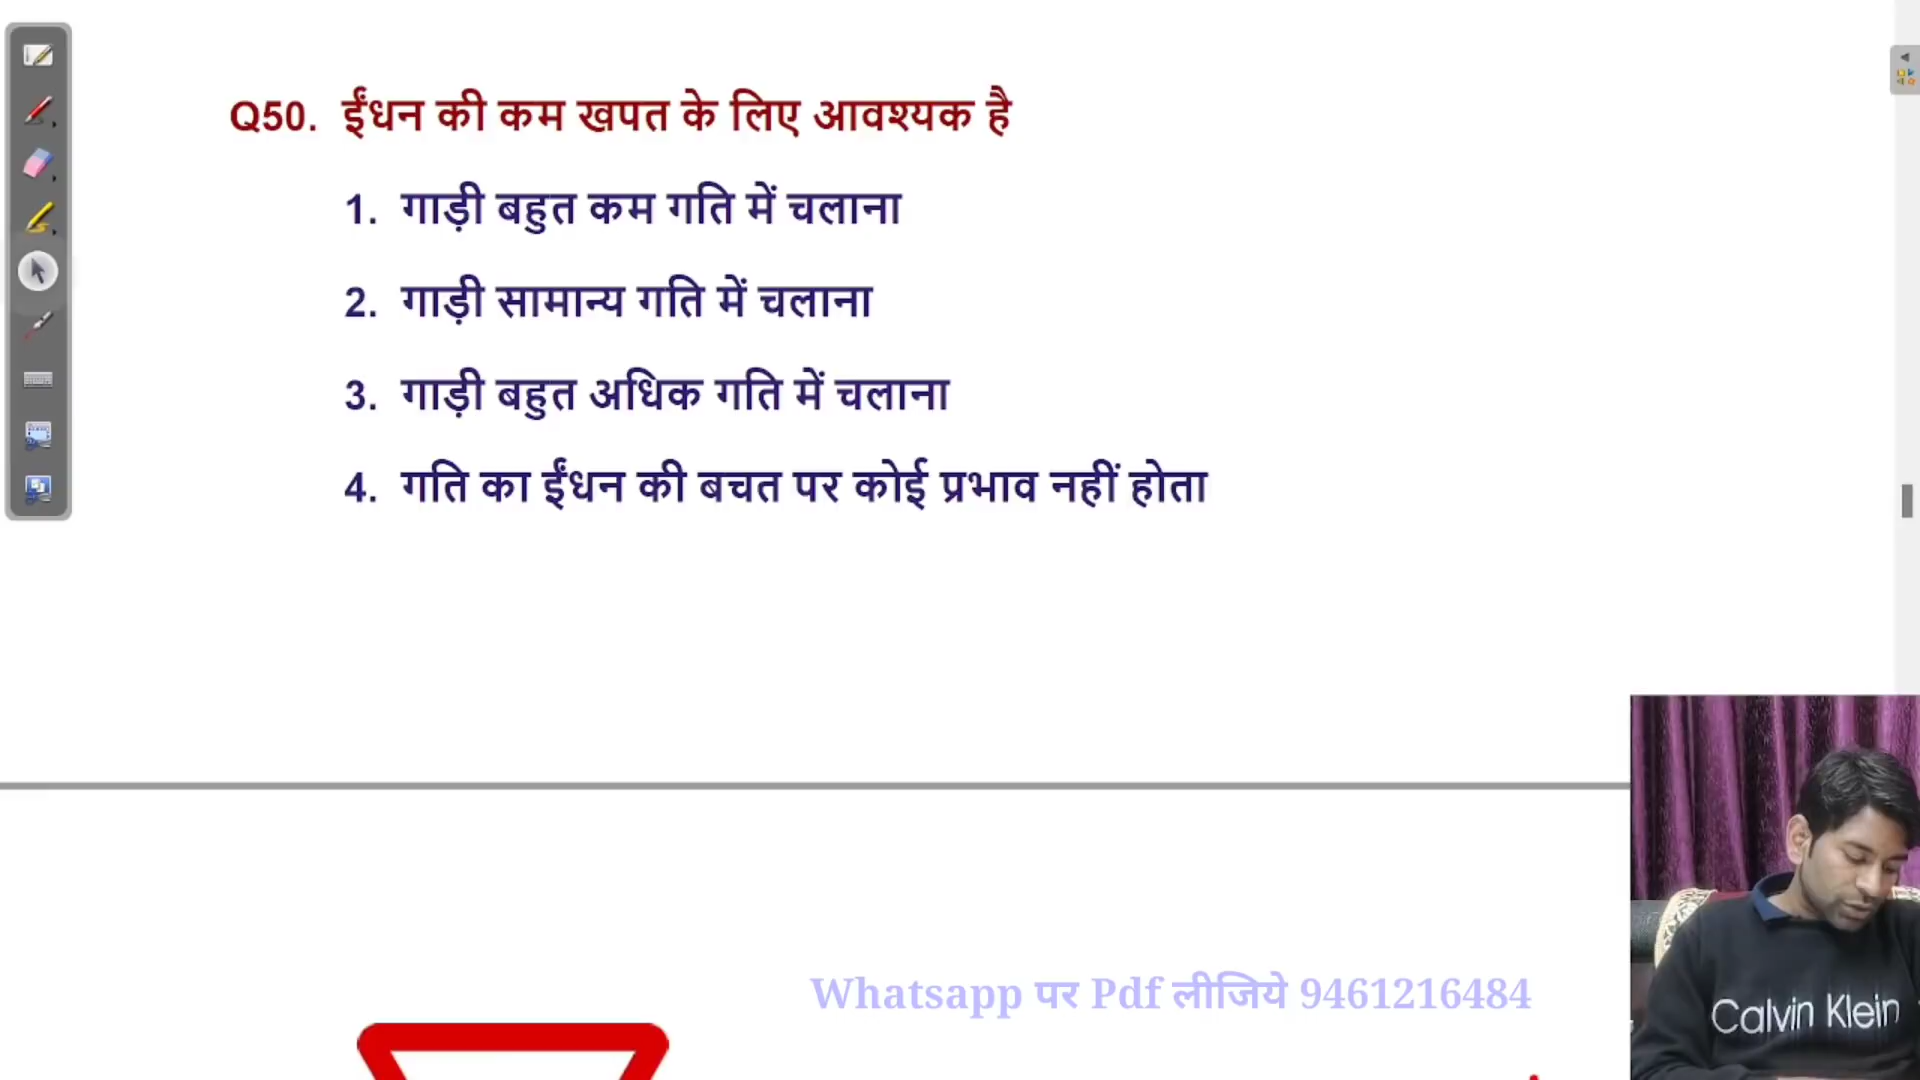 Q50. ईंधन की कम खपत के लिए आवश्यक है
1. गाड़ी बहुत कम गति में चलाना
2. गाड़ी सामान्य गति में चलाना
3. गाड़ी बहुत अधिक गति में चलाना
4. गति का ईंधन की बचत पर कोई प्रभाव नहीं होता
Whatsapp पर Pdf लीजिये 9461216484
Calvin Klein